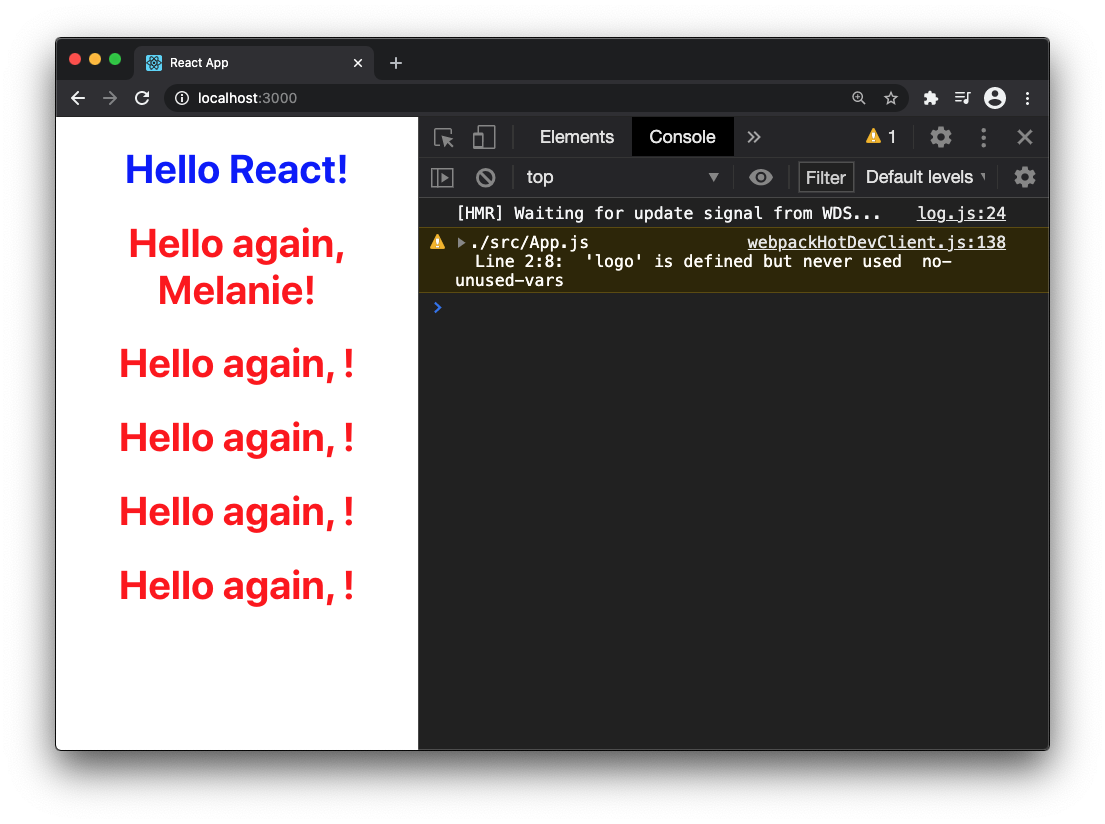 React App
localhost:3000
Hello React!
Hello again,
Melanie!
Hello again, !
Hello again, !
Hello again, !
Hello again, !
Elements Console 1
top Filter Default levels
[HMR] Waiting for update signal from WDS... log.js:24
./src/App.js webpackHotDevClient.js:138
Line 2:8: 'logo' is defined but never used no-
unused-vars